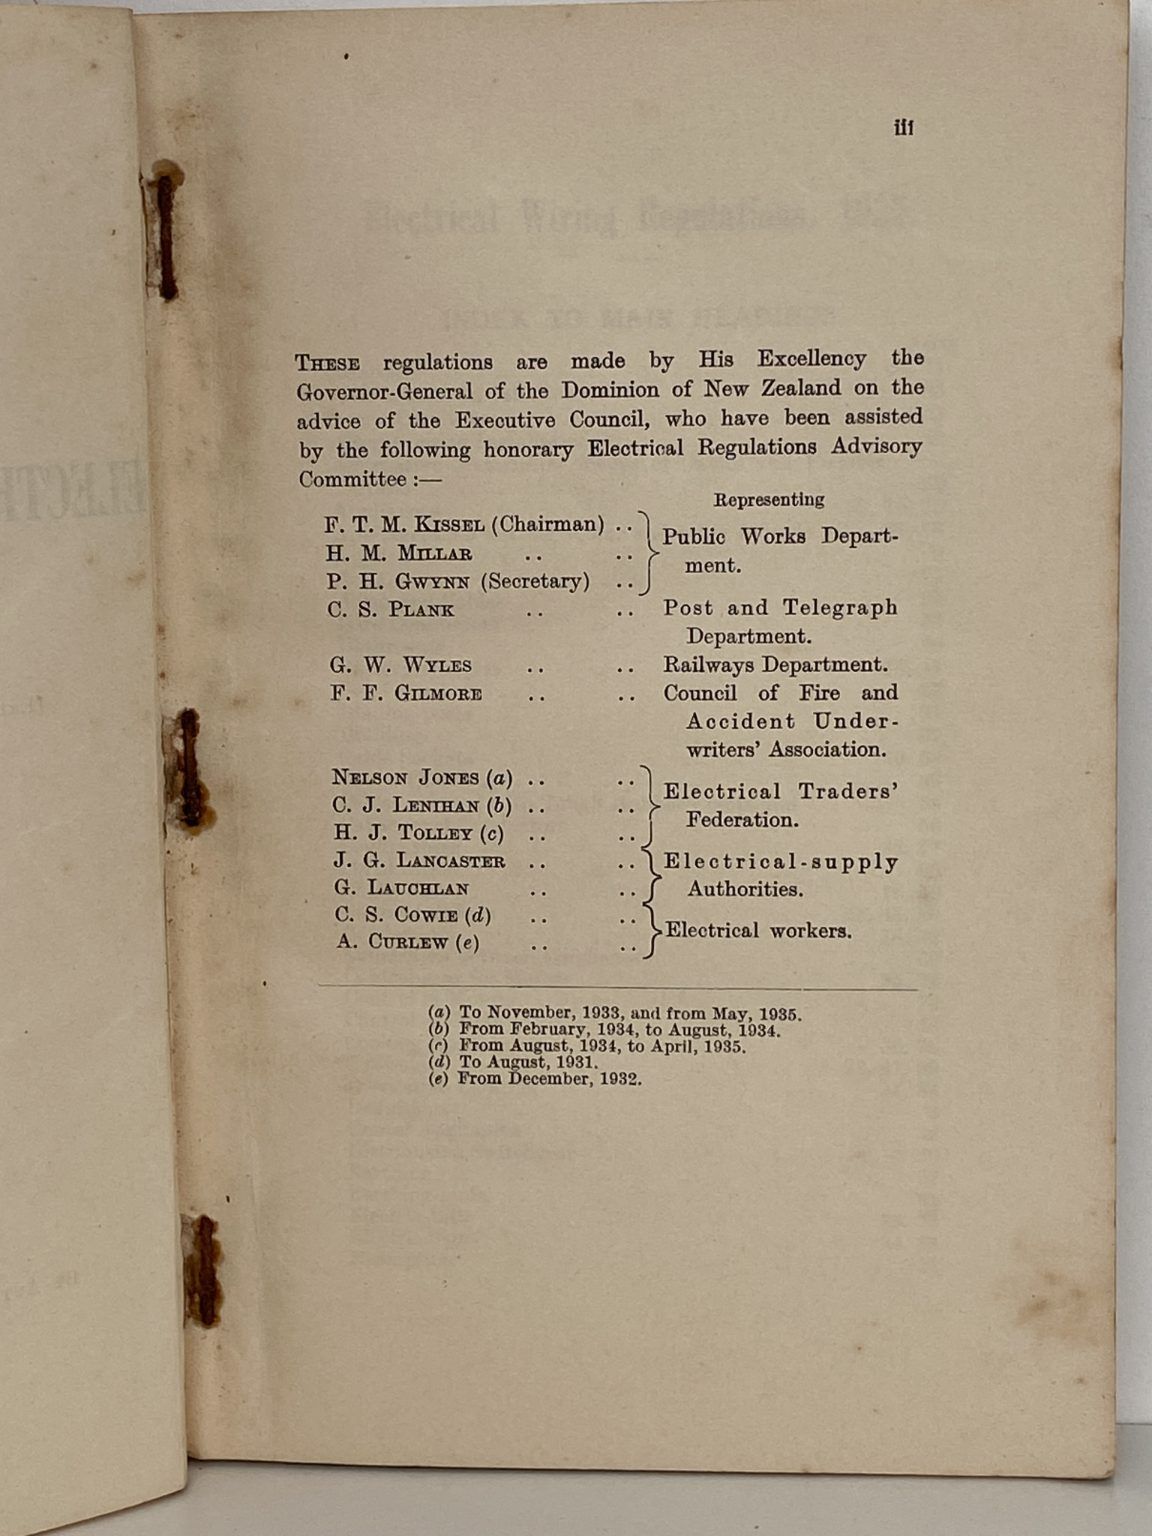 iii
THESE regulations are made by His Excellency the
Governor-General of the Dominion of New Zealand on the
advice of the Executive Council, who have been assisted
by the following honorary Electrical Regulations Advisory
Committee :—
Representing
F. T. M. KISSEL (Chairman) ..
H. M. MILLAR .. ..
P. H. GWYNN (Secretary) ..
Public Works Depart-
ment.
C. S. PLANK .. .. Post and Telegraph
Department.
G. W. WYLES .. .. Railways Department.
F. F. GILMORE .. .. Council of Fire and
Accident Under-
writers' Association.
NELSON JONES (a) .. ..
C. J. LENIHAN (b) .. ..
H. J. TOLLEY (c) .. ..
Electrical Traders'
Federation.
J. G. LANCASTER .. ..
G. LAUCHLAN .. ..
Electrical-supply
Authorities.
C. S. COWIE (d) .. ..
A. CURLEW (e) .. ..
Electrical workers.
(a) To November, 1933, and from May, 1935.
(b) From February, 1934, to August, 1934.
(c) From August, 1934, to April, 1935.
(d) To August, 1931.
(e) From December, 1932.